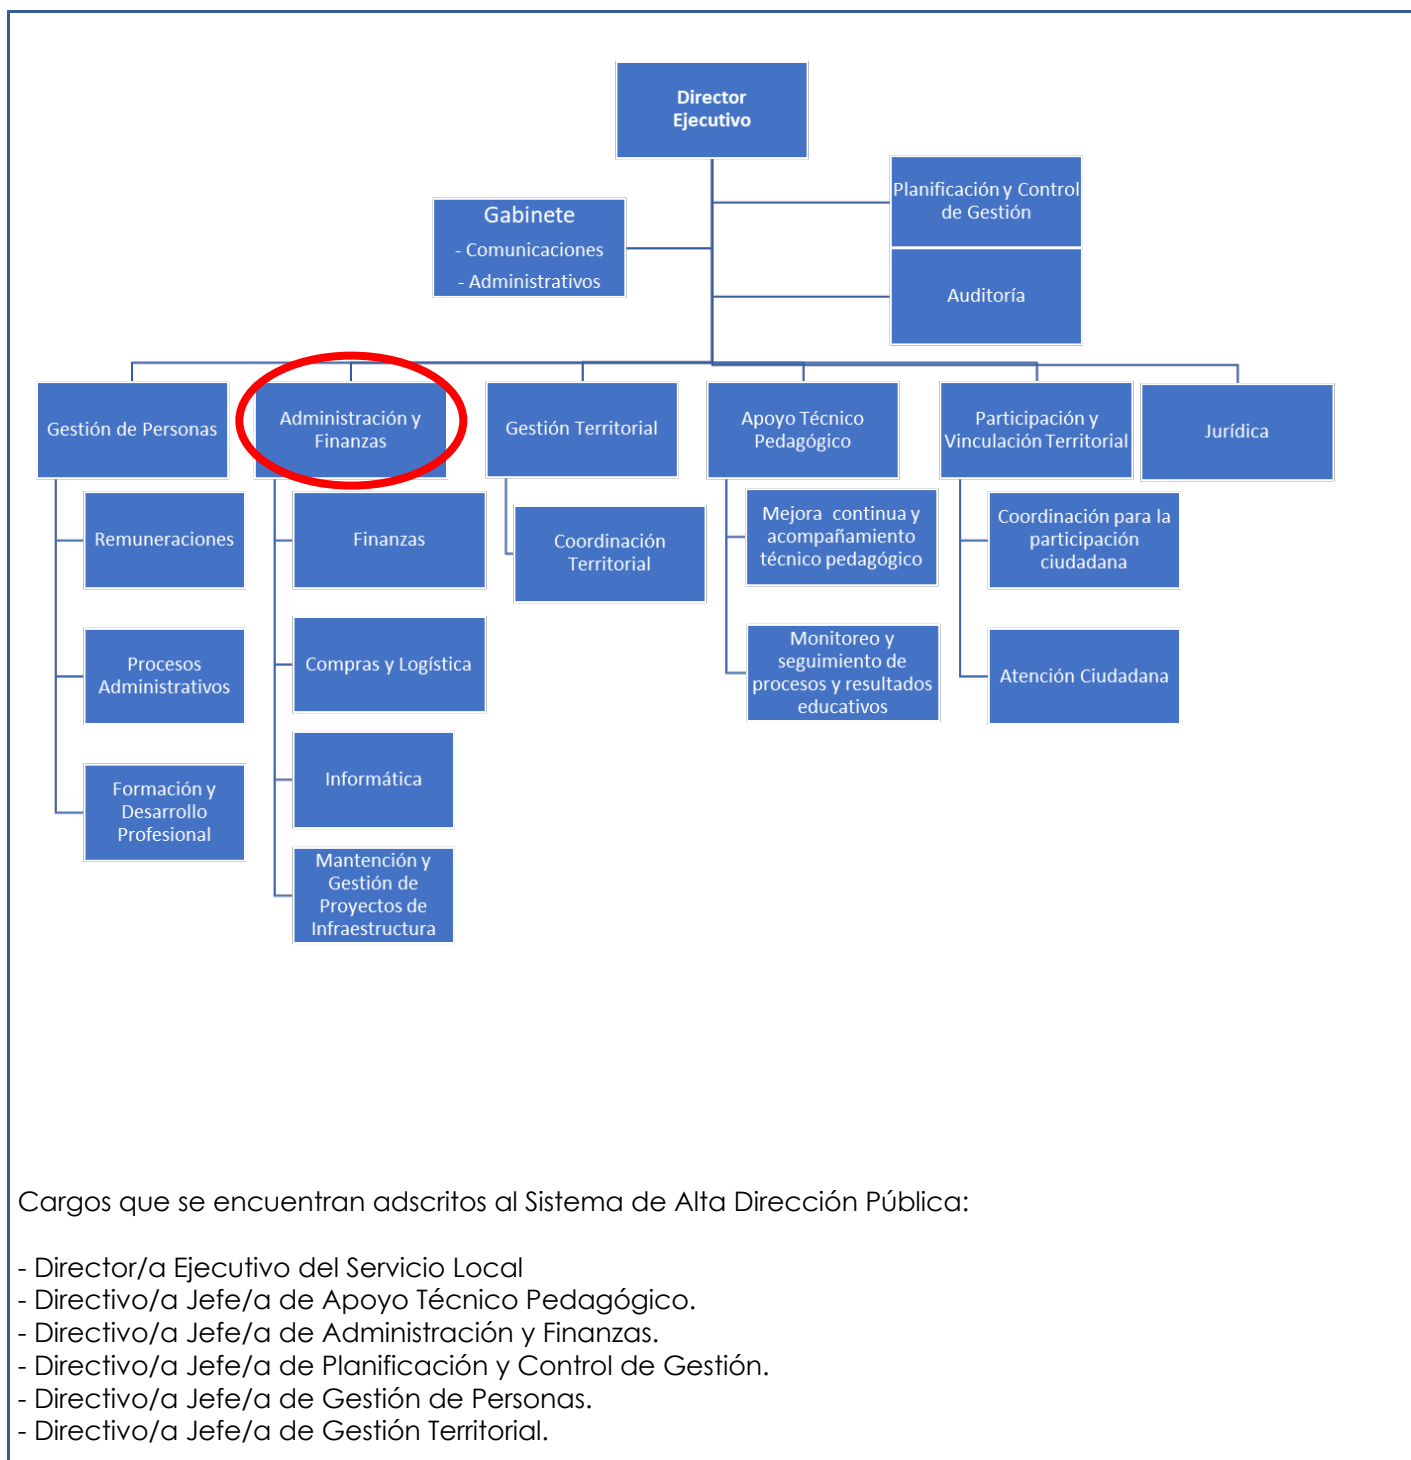 Director
Ejecutivo
Planificación y Control
de Gestión
Gabinete
- Comunicaciones
- Administrativos
Auditoría
Gestión de Personas
Administración y
Finanzas
Gestión Territorial
Apoyo Técnico
Pedagógico
Participación y
Vinculación Territorial
Jurídica
Remuneraciones
Procesos
Administrativos
Formación y
Desarrollo
Profesional
Finanzas
Compras y Logística
Informática
Mantención y
Gestión de
Proyectos de
Infraestructura
Coordinación
Territorial
Mejora  continua y
acompañamiento
técnico pedagógico
Monitoreo y
seguimiento de
procesos y resultados
educativos
Coordinación para la
participación
ciudadana
Atención Ciudadana
Cargos que se encuentran adscritos al Sistema de Alta Dirección Pública:
- Director/a Ejecutivo del Servicio Local
- Directivo/a Jefe/a de Apoyo Técnico Pedagógico.
- Directivo/a Jefe/a de Administración y Finanzas.
- Directivo/a Jefe/a de Planificación y Control de Gestión.
- Directivo/a Jefe/a de Gestión de Personas.
- Directivo/a Jefe/a de Gestión Territorial.